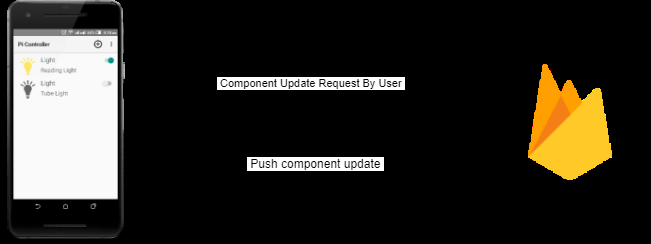 Pi Controller
Light
Reading Light
Light
Tube Light
Component Update Request By User
Push component update